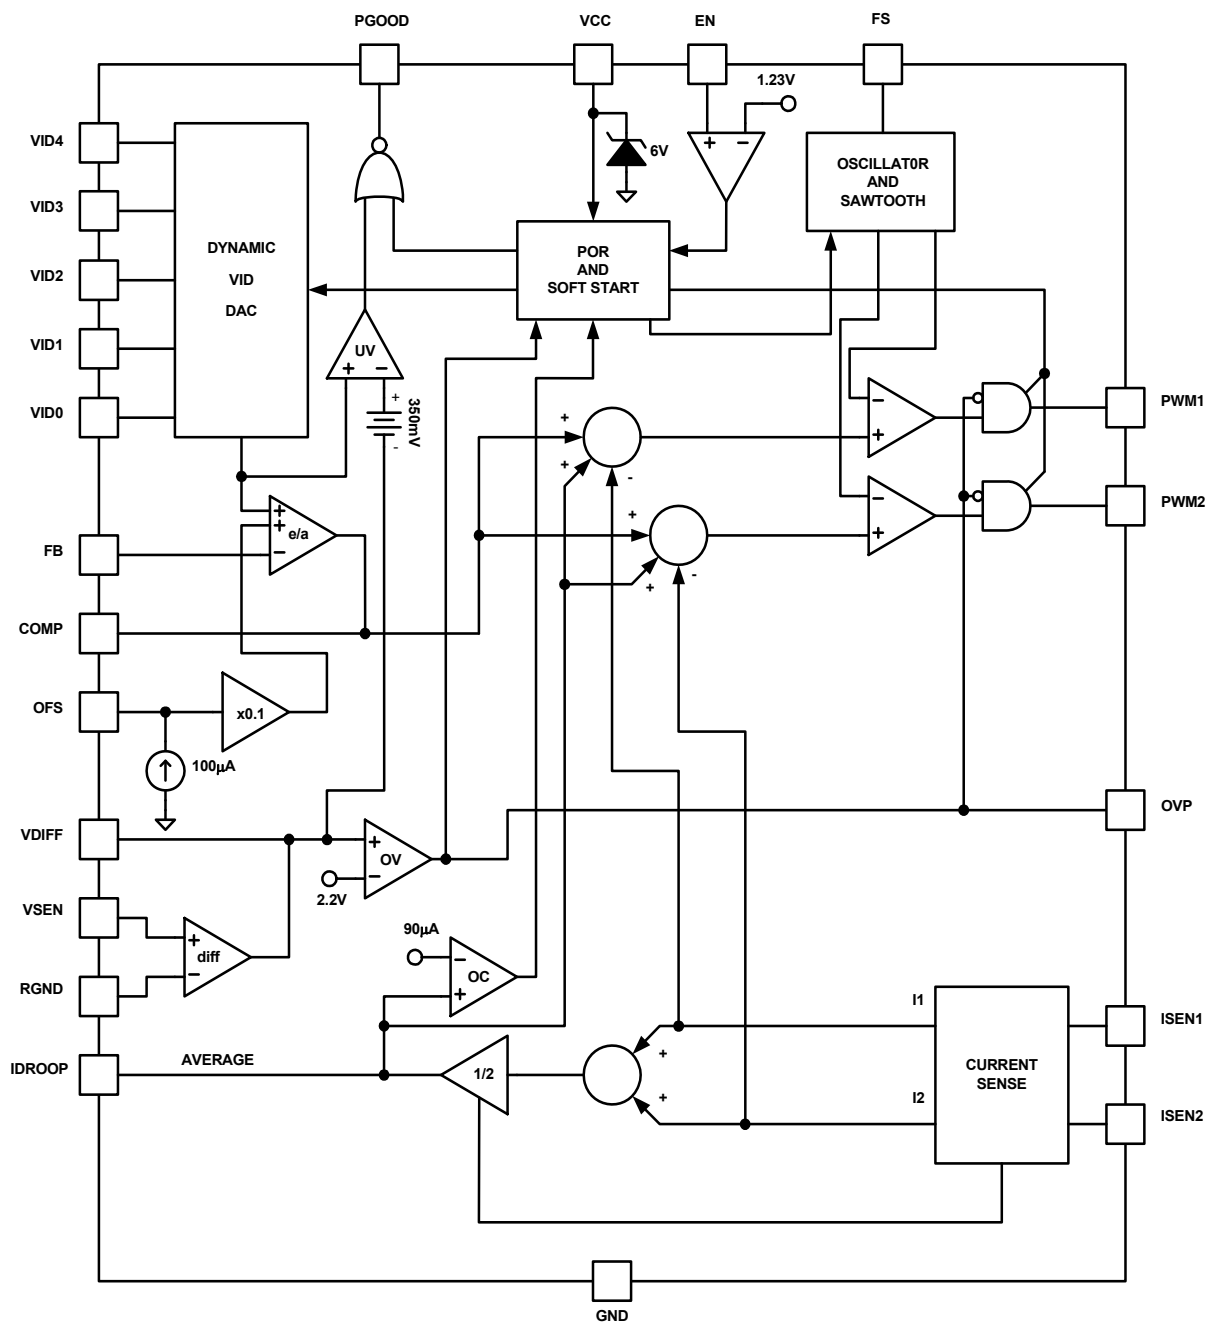 PGOOD
VCC
EN
FS
1.23V
VID4
VID3
VID2
VID1
VID0
DYNAMIC
VID
DAC
6V
+ −
OSCILLAT0R
AND
SAWTOOTH
POR
AND
SOFT START
UV
+ −
+
350mV
-
+
+
-
−
+
PWM1
+
+
-
−
+
PWM2
+
+
e/a
−
FB
COMP
OFS
x0.1
100µA
VDIFF
+
OV
−
2.2V
OVP
VSEN
+
diff
−
RGND
90µA
−
OC
+
I1
ISEN1
IDROOP
AVERAGE
1/2
+
+
CURRENT
SENSE
I2
ISEN2
GND